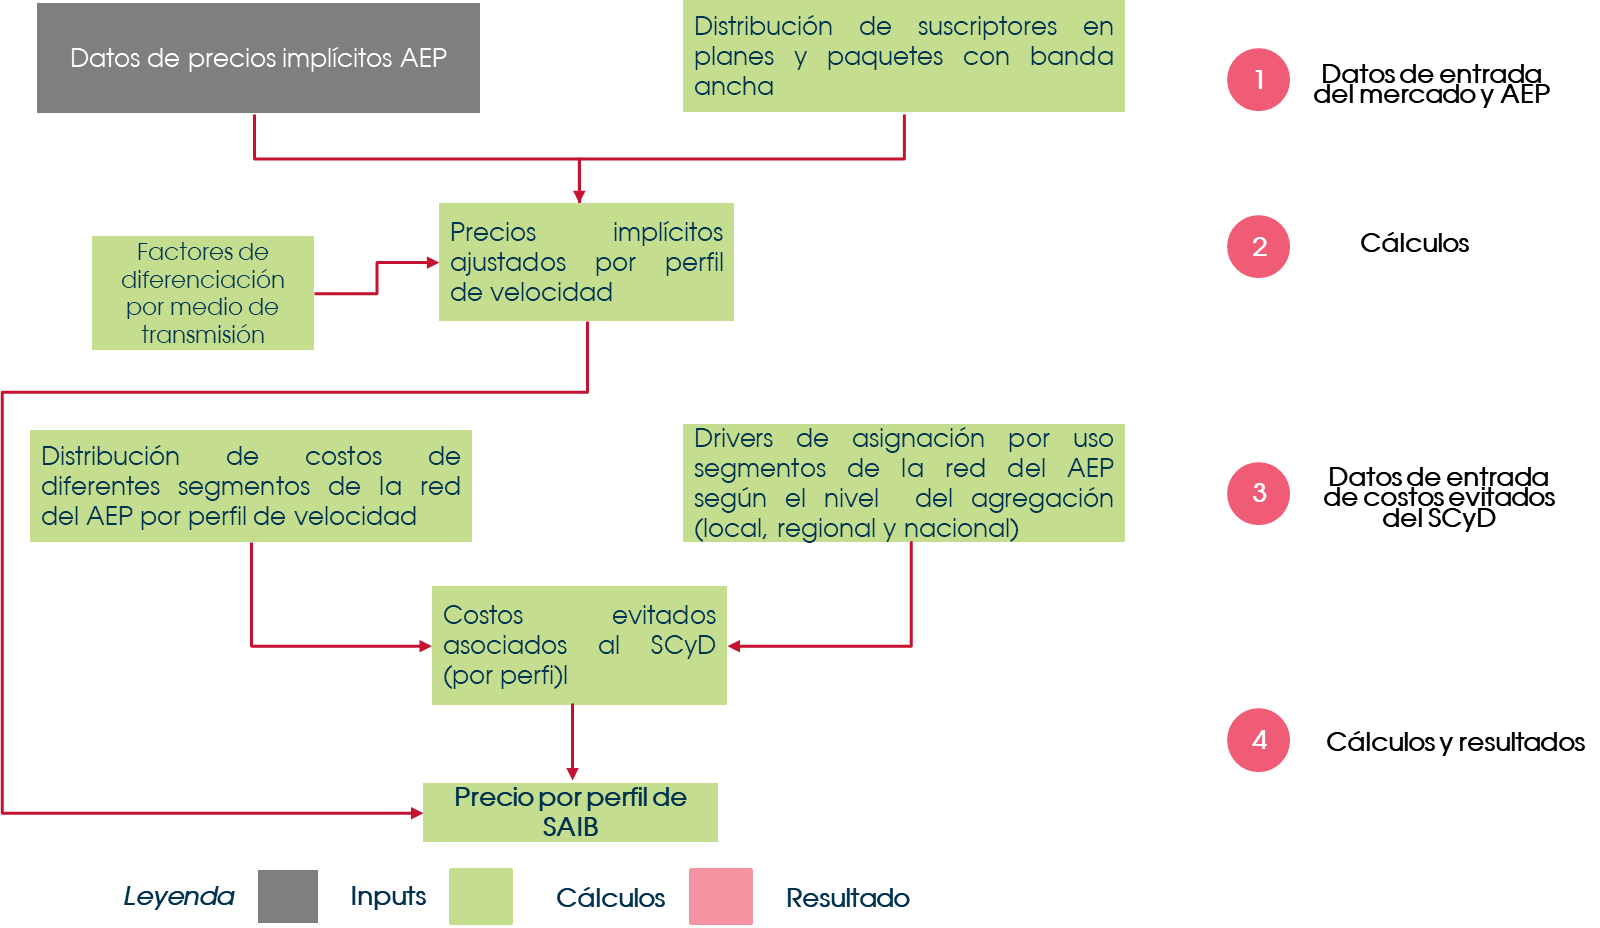 Datos de precios implícitos AEP
Distribución de suscriptores en
planes y paquetes con banda
ancha
1
Datos de entrada
del mercado y AEP
Precios implícitos
ajustados por perfil
de velocidad
Factores de
diferenciación
por medio de
transmisión
2
Cálculos
Distribución de costos de
diferentes segmentos de la red
del AEP por perfil de velocidad
Drivers de asignación por uso
segmentos de la red del AEP
según el nivel del agregación
(local, regional y nacional)
3
Datos de entrada
de costos evitados
del SCyD
Costos evitados
asociados al SCyD
(por perfi)l
4
Cálculos y resultados
Precio por perfil de
SAIB
Leyenda Inputs Cálculos Resultado